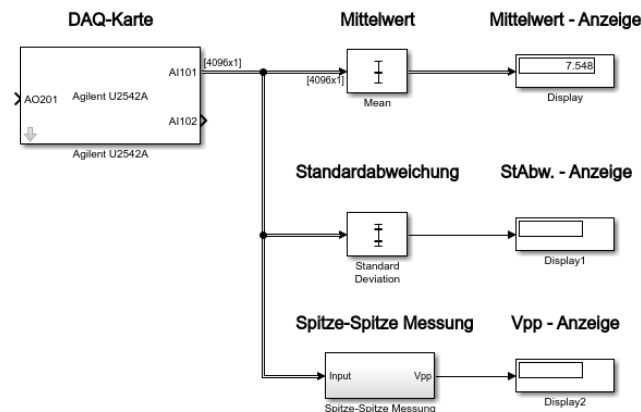 DAQ-Karte
Mittelwert
Mittelwert - Anzeige
AI101
[4096x1]
7.548
Agilent U2542A
AO201
[4096x1]
Mean
Display
AI102
Agilent U2542A
Standardabweichung
StAbw. - Anzeige
Standard
Deviation
Display1
Spitze-Spitze Messung
Vpp - Anzeige
Input
Vpp
Spitze-Spitze Messung
Display2